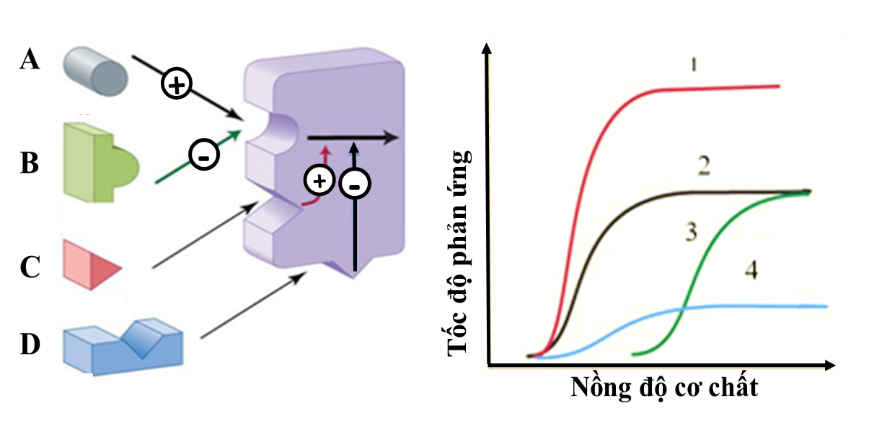 A
+
B
-
C
D
+
-
Tốc độ phản ứng
1
2
3
4
Nồng độ cơ chất